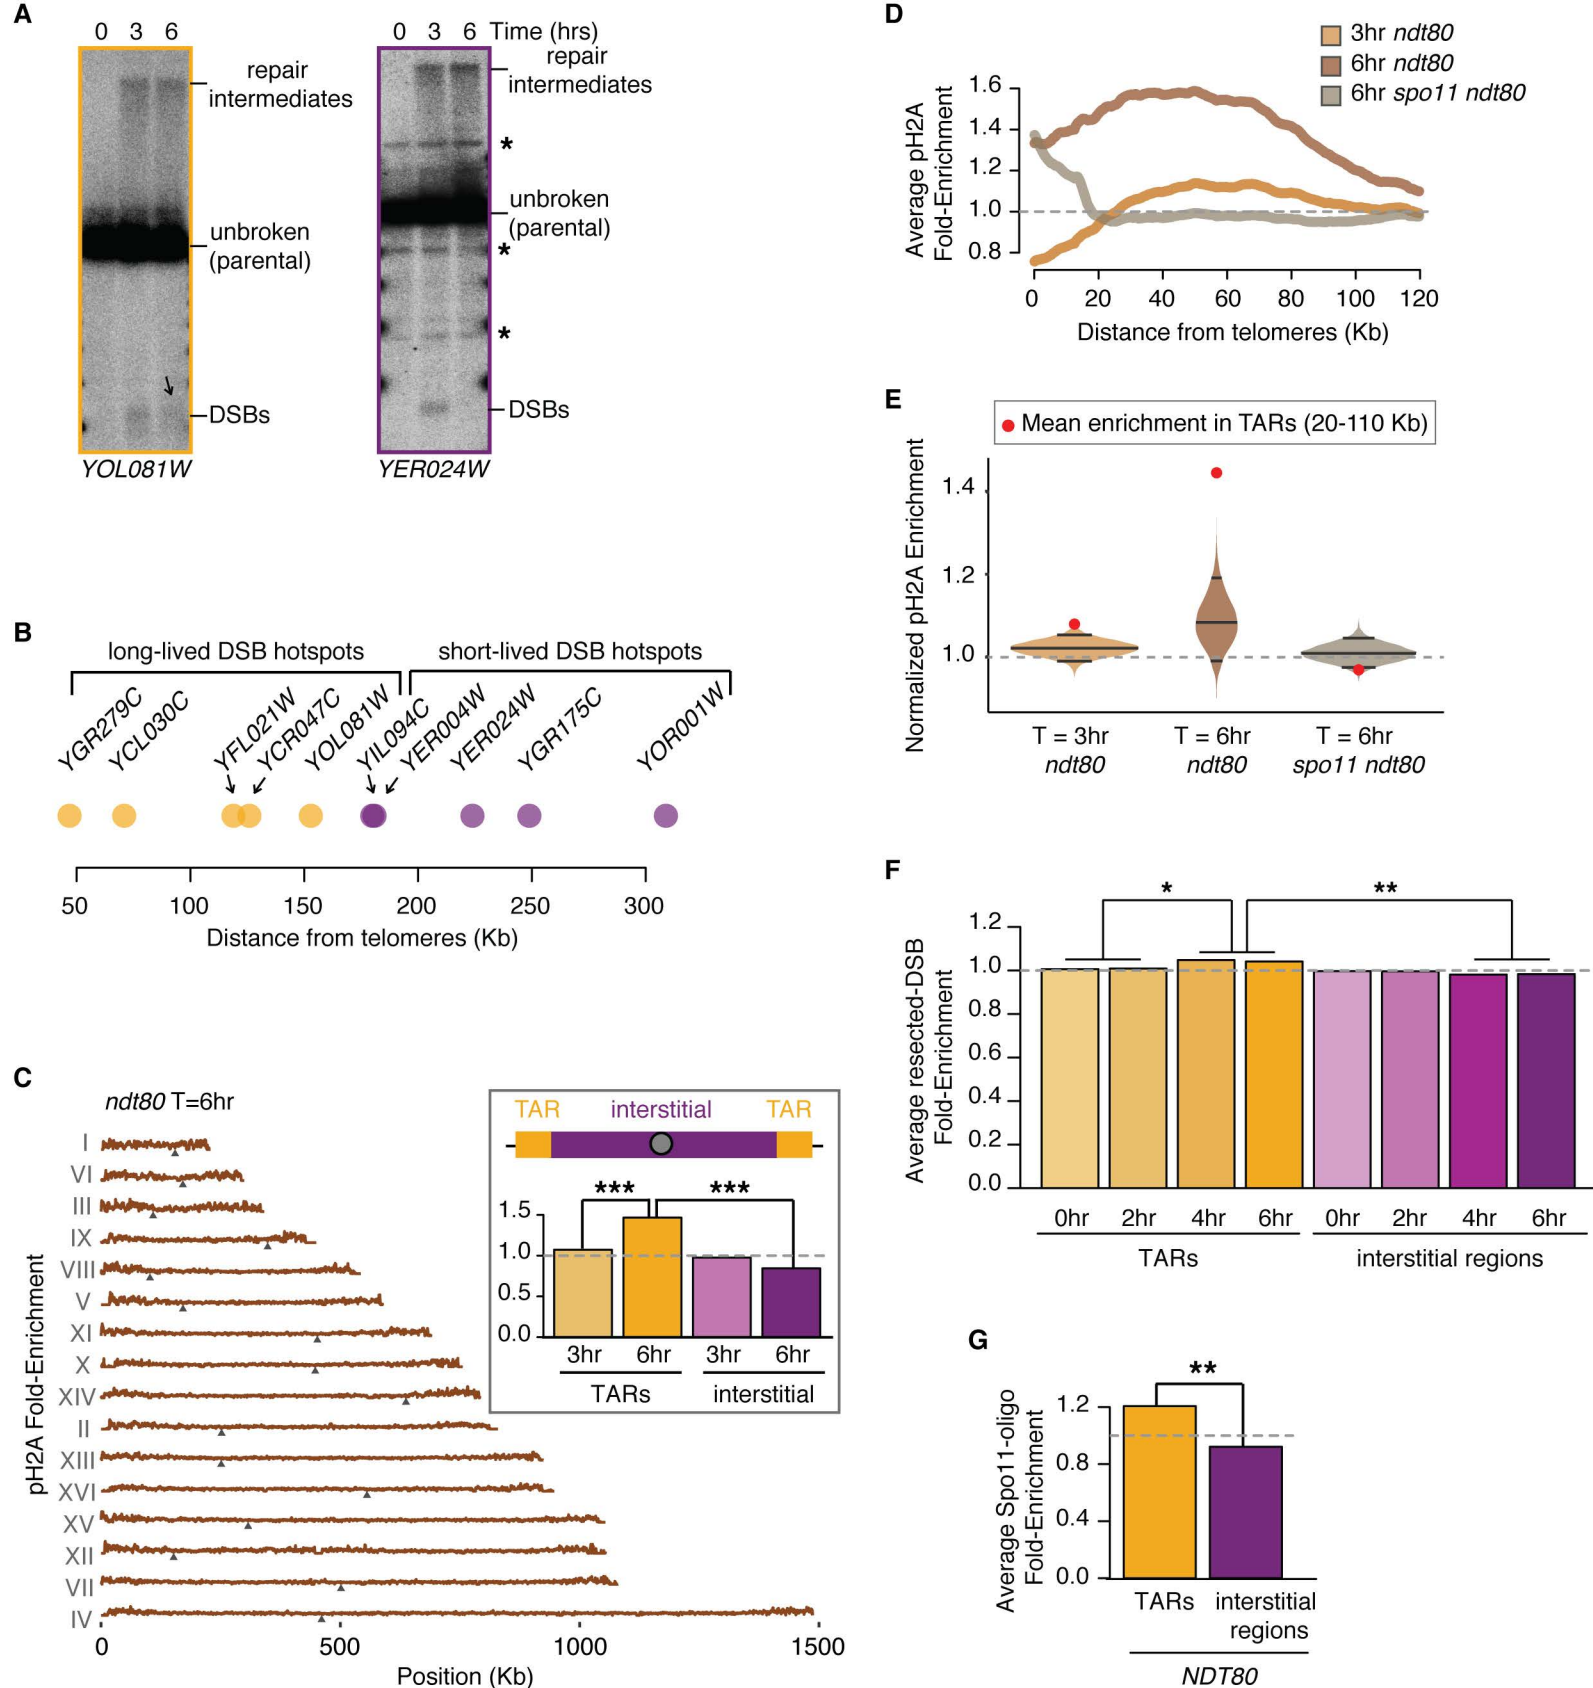 A
0 3 6
0 3 6 Time (hrs)
repair
intermediates
unbroken
(parental)
DSBs
YOL081W
repair
intermediates
*
unbroken
(parental)
*
*
DSBs
YER024W
B
long-lived DSB hotspots
short-lived DSB hotspots
YGR279C
YCL030C
YFL021W
YCR047C
YOL081W
YIL094C
YER004W
YER024W
YGR175C
YOR001W
50 100 150 200 250 300
Distance from telomeres (Kb)
C
ndt80 T=6hr
pH2A Fold-Enrichment
I
VI
III
IX
VIII
V
XI
X
XIV
II
XIII
XVI
XV
XII
VII
IV
0 500 1000 1500
Position (Kb)
TAR interstitial TAR
*** ***
1.5
1.0
0.5
0.0
3hr 6hr 3hr 6hr
TARs interstitial
D
3hr ndt80
6hr ndt80
6hr spo11 ndt80
Average pH2A
Fold-Enrichment
1.6
1.4
1.2
1.0
0.8
0 20 40 60 80 100 120
Distance from telomeres (Kb)
E
Mean enrichment in TARs (20-110 Kb)
Normalized pH2A Enrichment
1.4
1.2
1.0
T = 3hr T = 6hr T = 6hr
ndt80 ndt80 spo11 ndt80
F
* **
Average resected-DSB
Fold-Enrichment
1.2
1.0
0.8
0.6
0.4
0.2
0.0
0hr 2hr 4hr 6hr 0hr 2hr 4hr 6hr
TARs interstitial regions
G
**
Average Spo11-oligo
Fold-Enrichment
1.2
0.8
0.4
0.0
TARs interstitial
regions
NDT80